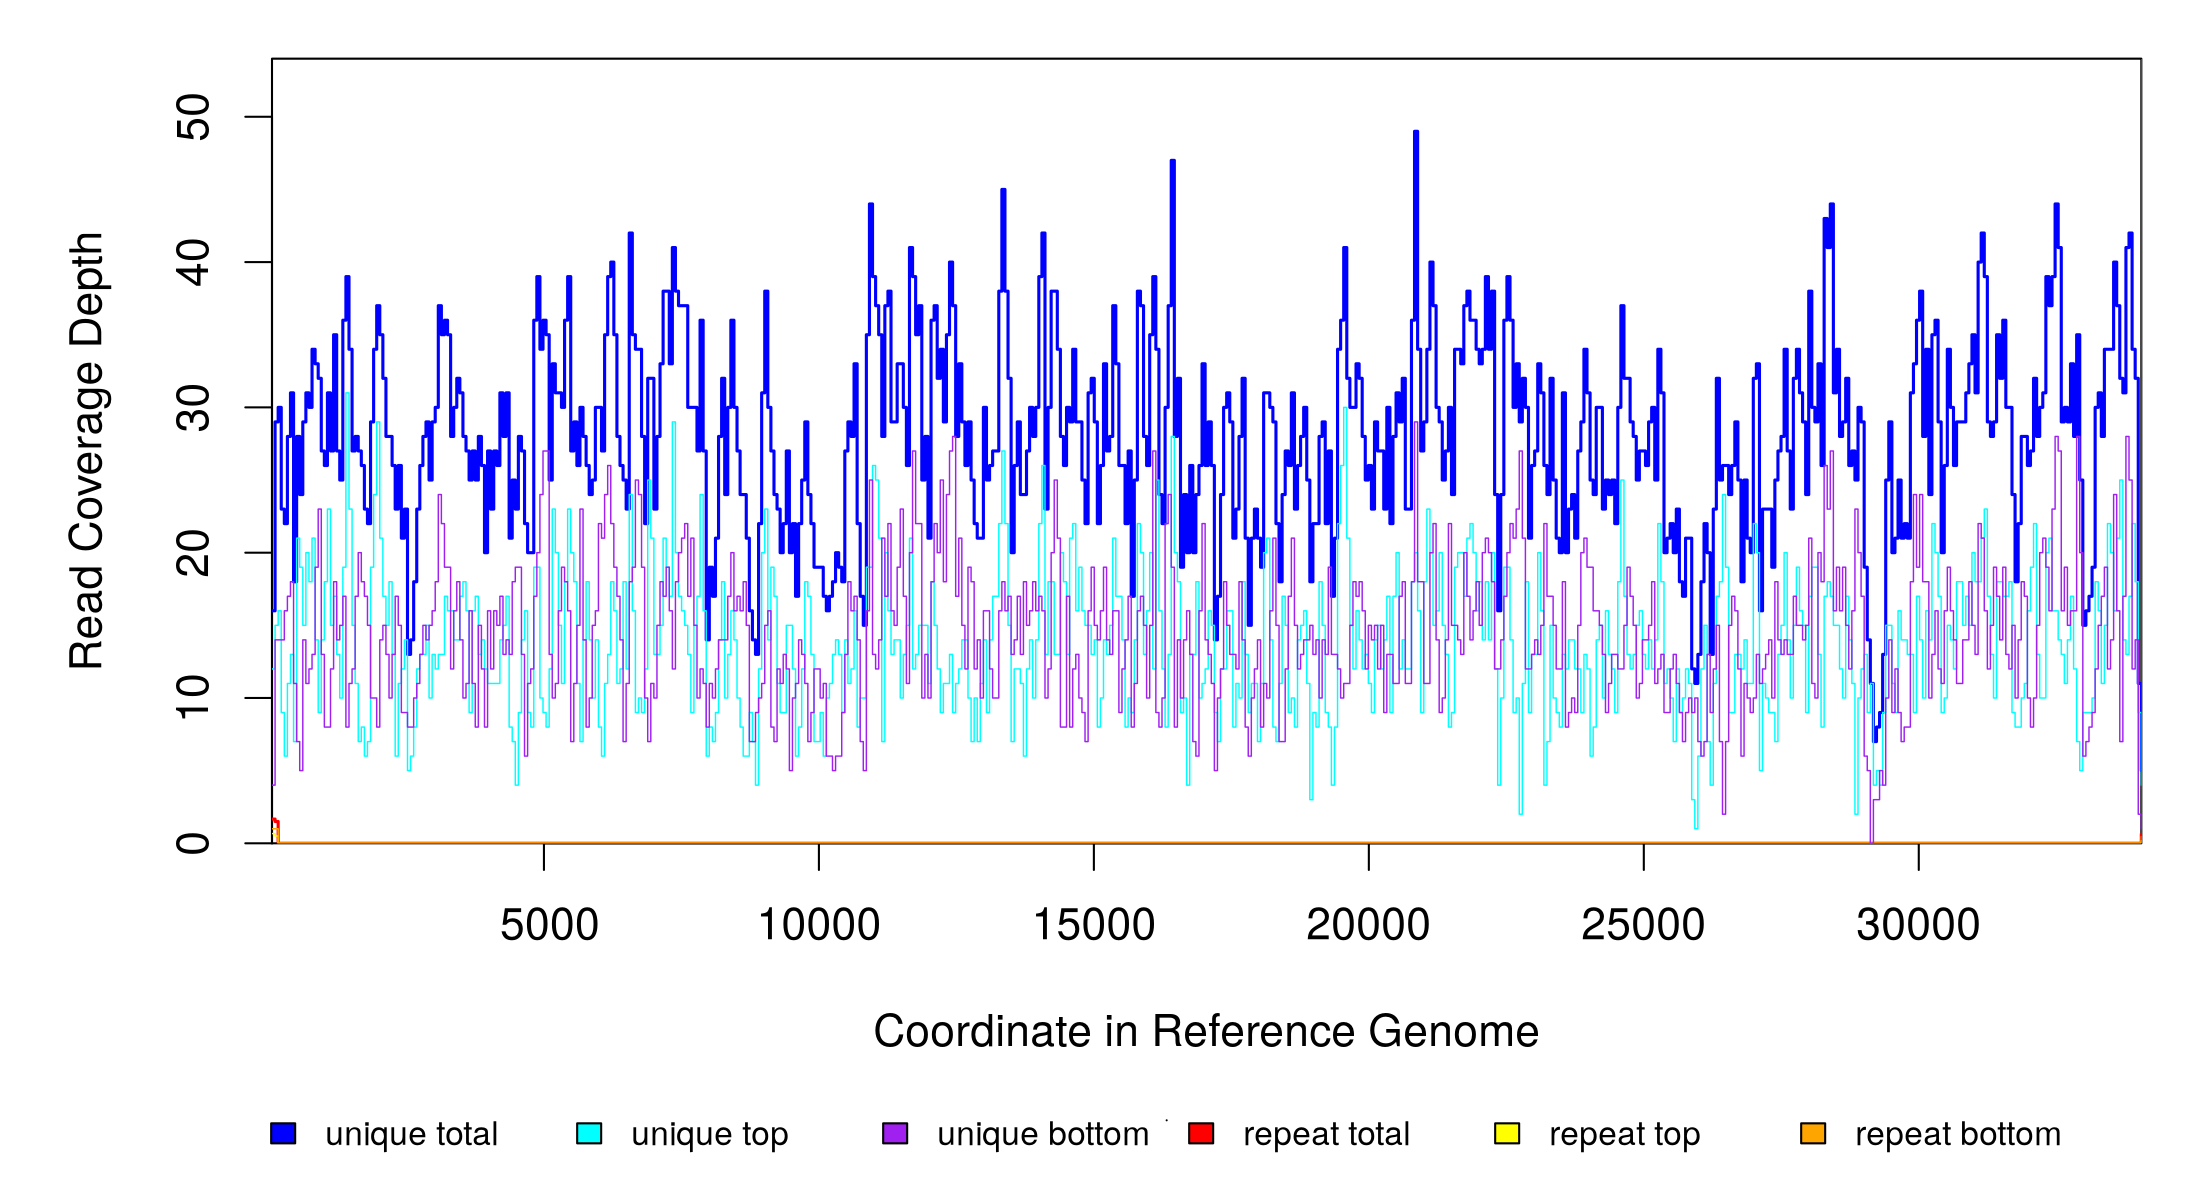 Read Coverage Depth
50
40
30
20
10
0
5000 10000 15000 20000 25000 30000
Coordinate in Reference Genome
unique total unique top unique bottom repeat total repeat top repeat bottom